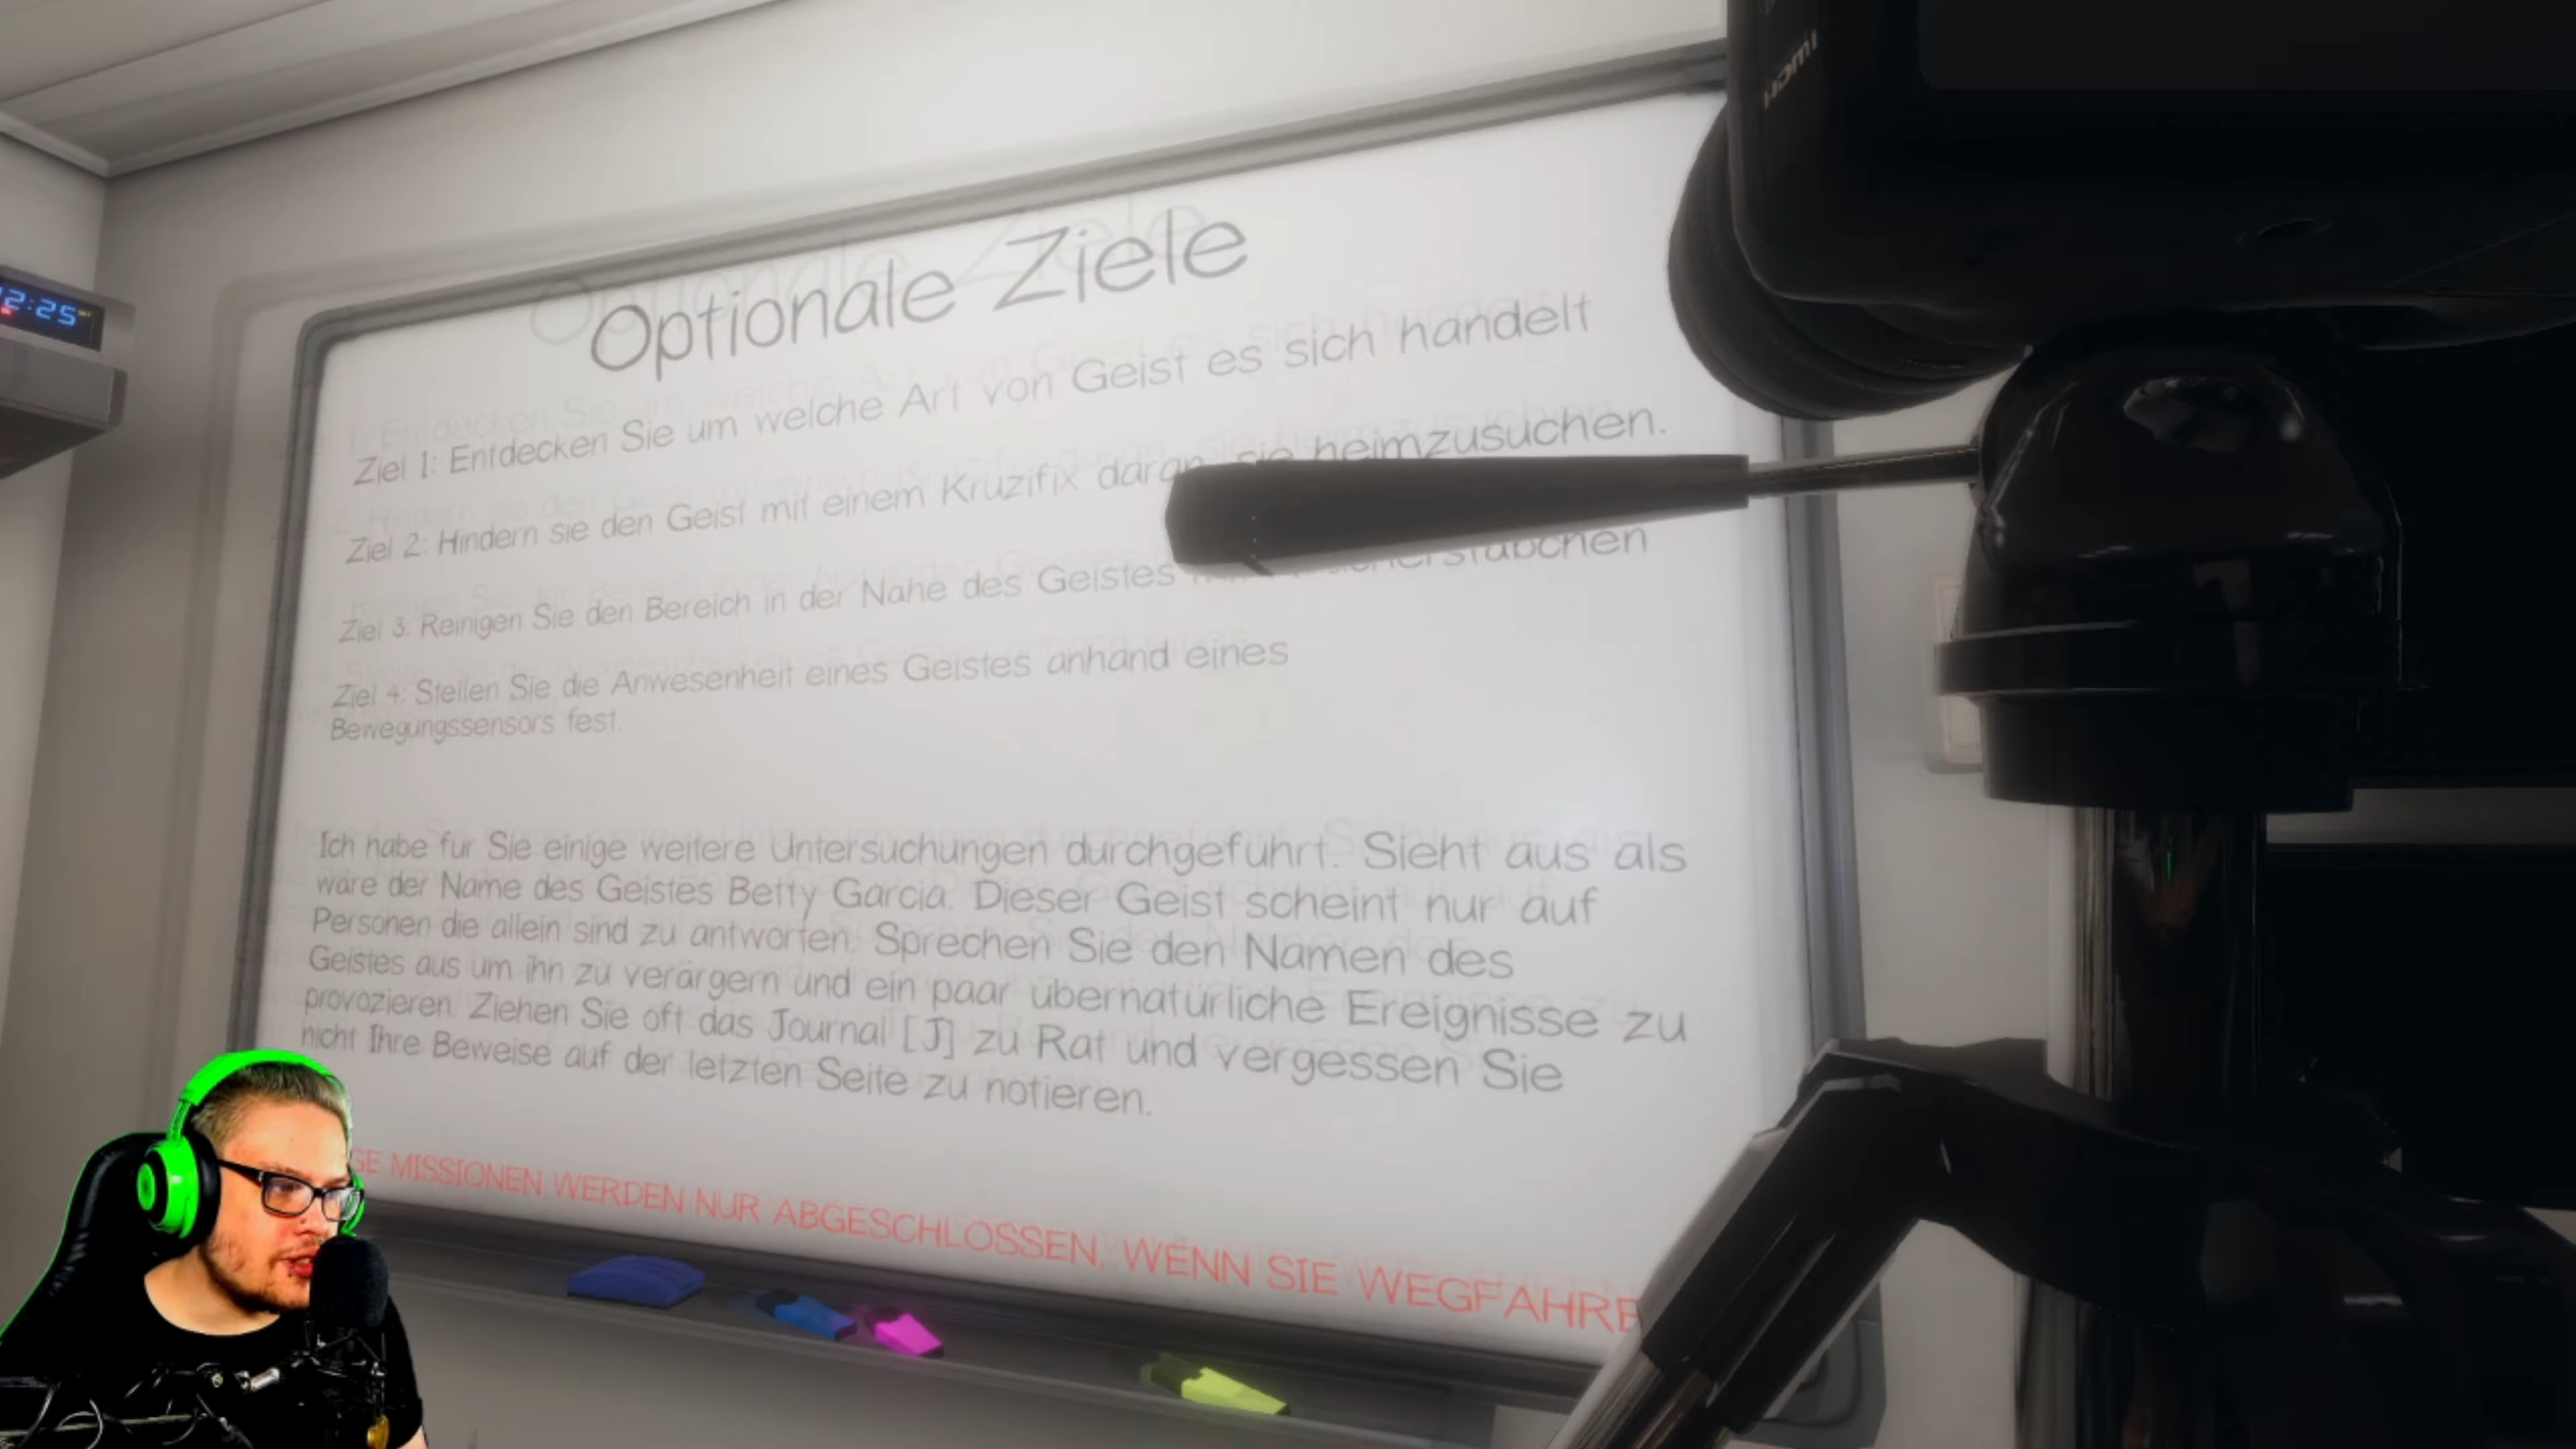 HDMI
2:25
Optionale Ziele
Ziel 1: Entdecken Sie um welche Art von Geist es sich handelt
Ziel 2: Hindern sie den Geist mit einem Kruzifix daran sie heimzusuchen.
Ziel 3: Reinigen Sie den Bereich in der Nahe des Geistes
Ziel 4: Stellen Sie die Anwesenheit eines Geistes anhand eines
Bewegungssensors fest.
Ich habe fur Sie einige weitere Untersuchungen durchgefuhrt. Sieht aus als
ware der Name des Geistes Betty Garcia. Dieser Geist scheint nur auf
Personen die allein sind zu antworten. Sprechen Sie den Namen des
Geistes aus um ihn zu verärgern und ein paar ubernaturliche Ereignisse zu
provozieren. Ziehen Sie oft das Journal [J] zu Rat und vergessen Sie
nicht Ihre Beweise auf der letzten Seite zu notieren.
MISSIONEN WERDEN NUR ABGESCHLOSSEN, WENN SIE WEGFAHRE